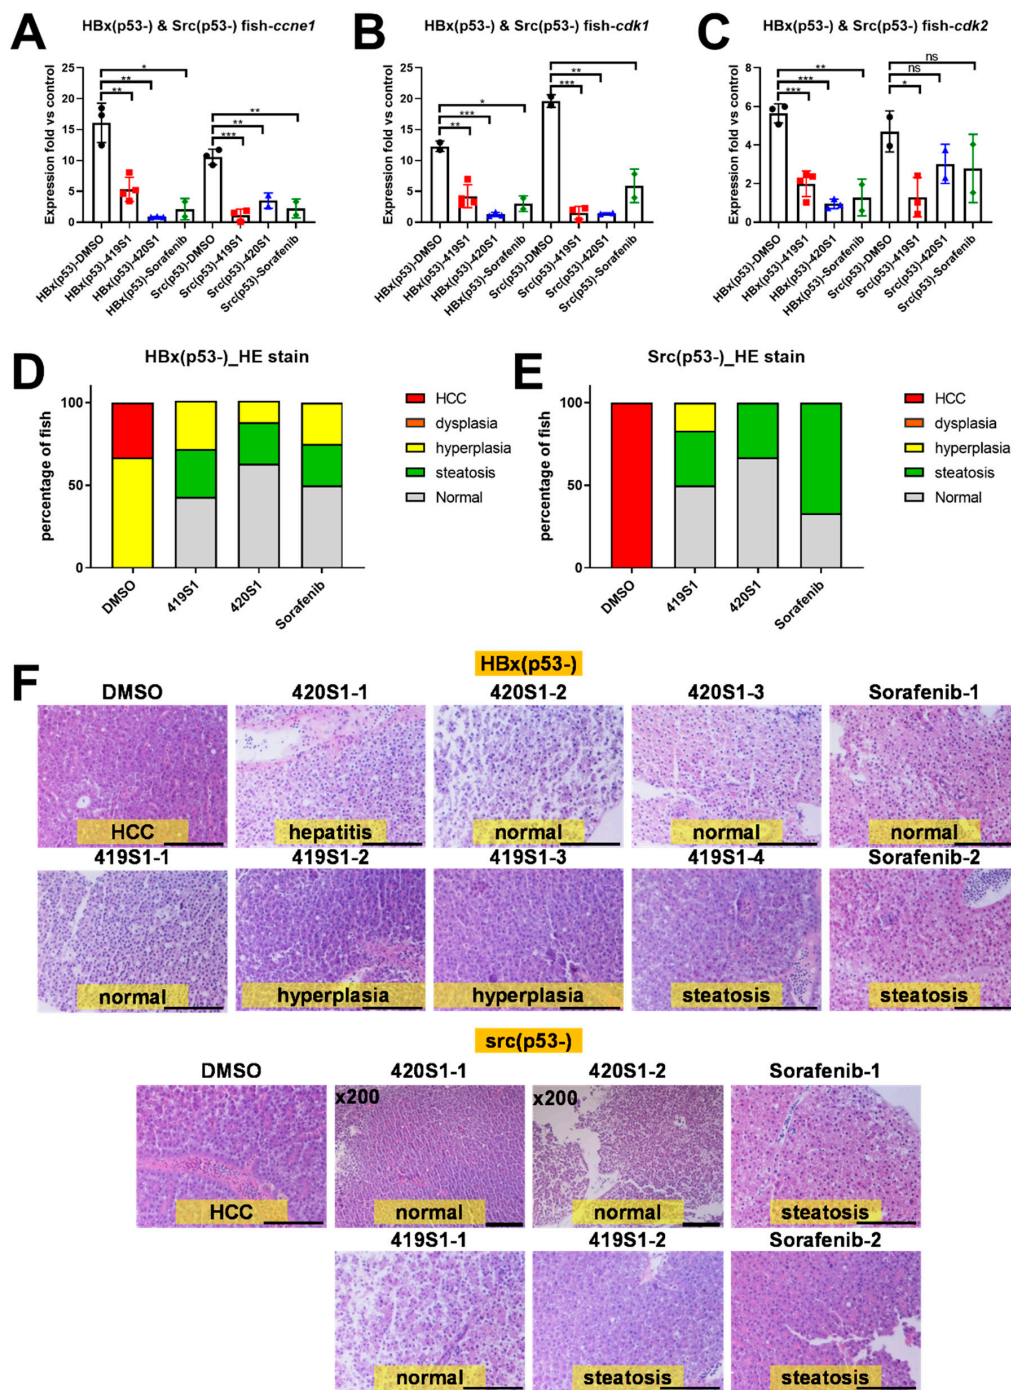 A
HBx(p53-) & Src(p53-) fish-ccne1
Expression fold vs control
25
20
15
10
5
0
*
**
**
**
**
***
HBx(p53)-DMSO
HBx(p53)-419S1
HBx(p53)-420S1
HBx(p53)-Sorafenib
Src(p53)-DMSO
Src(p53)-419S1
Src(p53)-420S1
Src(p53)-Sorafenib
B
HBx(p53-) & Src(p53-) fish-cdk1
Expression fold vs control
25
20
15
10
5
0
*
***
**
**
**
***
HBx(p53)-DMSO
HBx(p53)-419S1
HBx(p53)-420S1
HBx(p53)-Sorafenib
Src(p53)-DMSO
Src(p53)-419S1
Src(p53)-420S1
Src(p53)-Sorafenib
C
HBx(p53-) & Src(p53-) fish-cdk2
Expression fold vs control
8
6
4
2
0
**
***
***
ns
ns
*
HBx(p53)-DMSO
HBx(p53)-419S1
HBx(p53)-420S1
HBx(p53)-Sorafenib
Src(p53)-DMSO
Src(p53)-419S1
Src(p53)-420S1
Src(p53)-Sorafenib
D
HBx(p53-)_HE stain
percentage of fish
100
50
0
DMSO
419S1
420S1
Sorafenib
HCC
dysplasia
hyperplasia
steatosis
Normal
E
Src(p53-)_HE stain
percentage of fish
100
50
0
DMSO
419S1
420S1
Sorafenib
HCC
dysplasia
hyperplasia
steatosis
Normal
F
HBx(p53-)
DMSO 420S1-1 420S1-2 420S1-3 Sorafenib-1
HCC hepatitis normal normal normal
419S1-1 419S1-2 419S1-3 419S1-4 Sorafenib-2
normal hyperplasia hyperplasia steatosis steatosis
src(p53-)
DMSO 420S1-1 420S1-2 Sorafenib-1
x200 x200
HCC normal normal steatosis
419S1-1 419S1-2 Sorafenib-2
normal steatosis steatosis